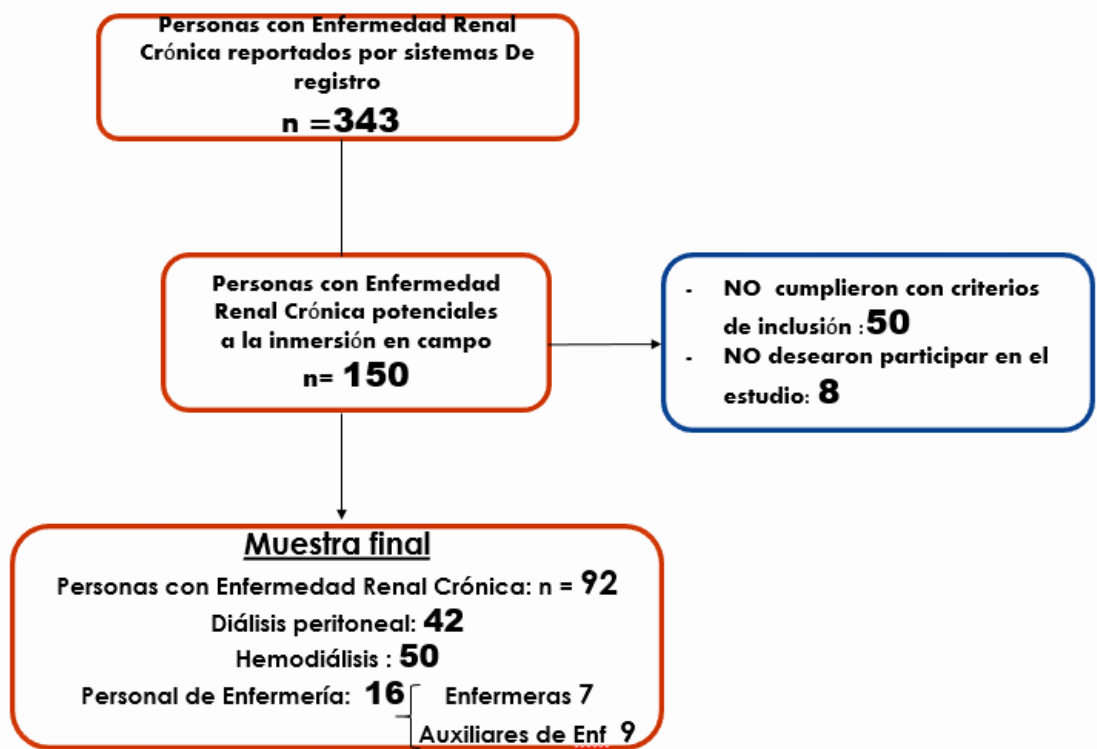 Personas con Enfermedad Renal
Crónica reportados por sistemas De
registro
n =343
Personas con Enfermedad
Renal Crónica potenciales
a la inmersión en campo
n= 150
- NO cumplieron con criterios
de inclusión :50
- NO desearon participar en el
estudio: 8
Muestra final
Personas con Enfermedad Renal Crónica: n = 92
Diálisis peritoneal: 42
Hemodiálisis : 50
Personal de Enfermería: 16 Enfermeras 7
Auxiliares de Enf 9